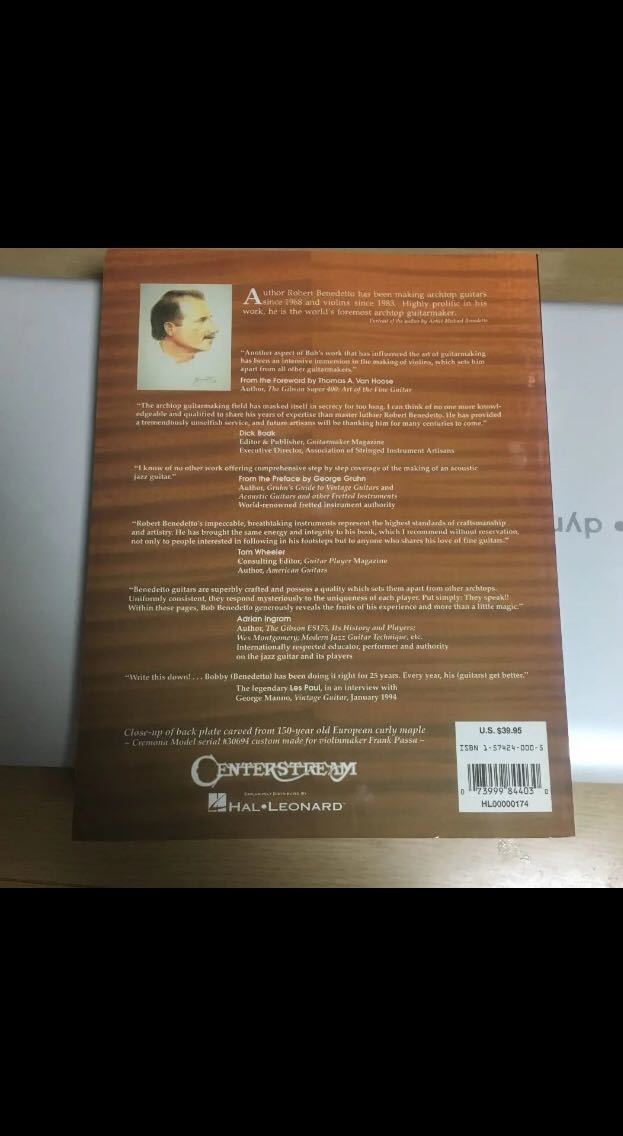 Author Robert Benedetto has been making archtop guitars
since 1968 and violins since 1983. Highly prolific in his
work, he is the world's foremost archtop guitarmaker.
Portrait of the author by Artist Michael Benedetto
"Another aspect of Bob's work that has influenced the art of guitarmaking
has been an intensive immersion in the making of violins, which sets him
apart from all other guitarmakers."
From the Foreword by Thomas A. Van Hoose
Author, The Gibson Super 400: Art of the Fine Guitar
"The archtop guitarmaking field has masked itself in secrecy for too long. I can think of no one more knowl-
edgeable and qualified to share his years of expertise than master luthier Robert Benedetto. He has provided
a tremendously unselfish service, and future artisans will be thanking him for many centuries to come."
Dick Boak
Editor & Publisher, Guitarmaker Magazine
Executive Director, Association of Stringed Instrument Artisans
"I know of no other work offering comprehensive step by step coverage of the making of an acoustic
jazz guitar."
From the Preface by George Gruhn
Author, Gruhn's Guide to Vintage Guitars and
Acoustic Guitars and other Fretted Instruments
World-renowned fretted instrument authority
"Robert Benedetto's impeccable, breathtaking instruments represent the highest standards of craftsmanship
and artistry. He has brought the same energy and integrity to his book, which I recommend without reservation,
not only to people interested in following in his footsteps but to anyone who shares his love of fine guitars."
Tom Wheeler
Consulting Editor, Guitar Player Magazine
Author, American Guitars
"Benedetto guitars are superbly crafted and possess a quality which sets them apart from other archtops.
Uniformly consistent, they respond mysteriously to the uniqueness of each player. Put simply: They speak!!
Within these pages, Bob Benedetto generously reveals the fruits of his experience and more than a little magic."
Adrian Ingram
Author, The Gibson ES175, Its History and Players;
Wes Montgomery; Modern Jazz Guitar Technique, etc.
Internationally respected educator, performer and authority
on the jazz guitar and its players
"Write this down! . . . Bobby (Benedetto) has been doing it right for 25 years. Every year, his (guitars) get better."
The legendary Les Paul, in an interview with
George Manno, Vintage Guitar, January 1994
Close-up of back plate carved from 150-year old European curly maple
– Cremona Model serial #30694 custom made for violinmaker Frank Passa –
CENTERSTREAM
EXCLUSIVELY DISTRIBUTED BY
HAL•LEONARD
U.S. $39.95
ISBN 1-57424-000-5
0 73999 84403 0
HL00000174